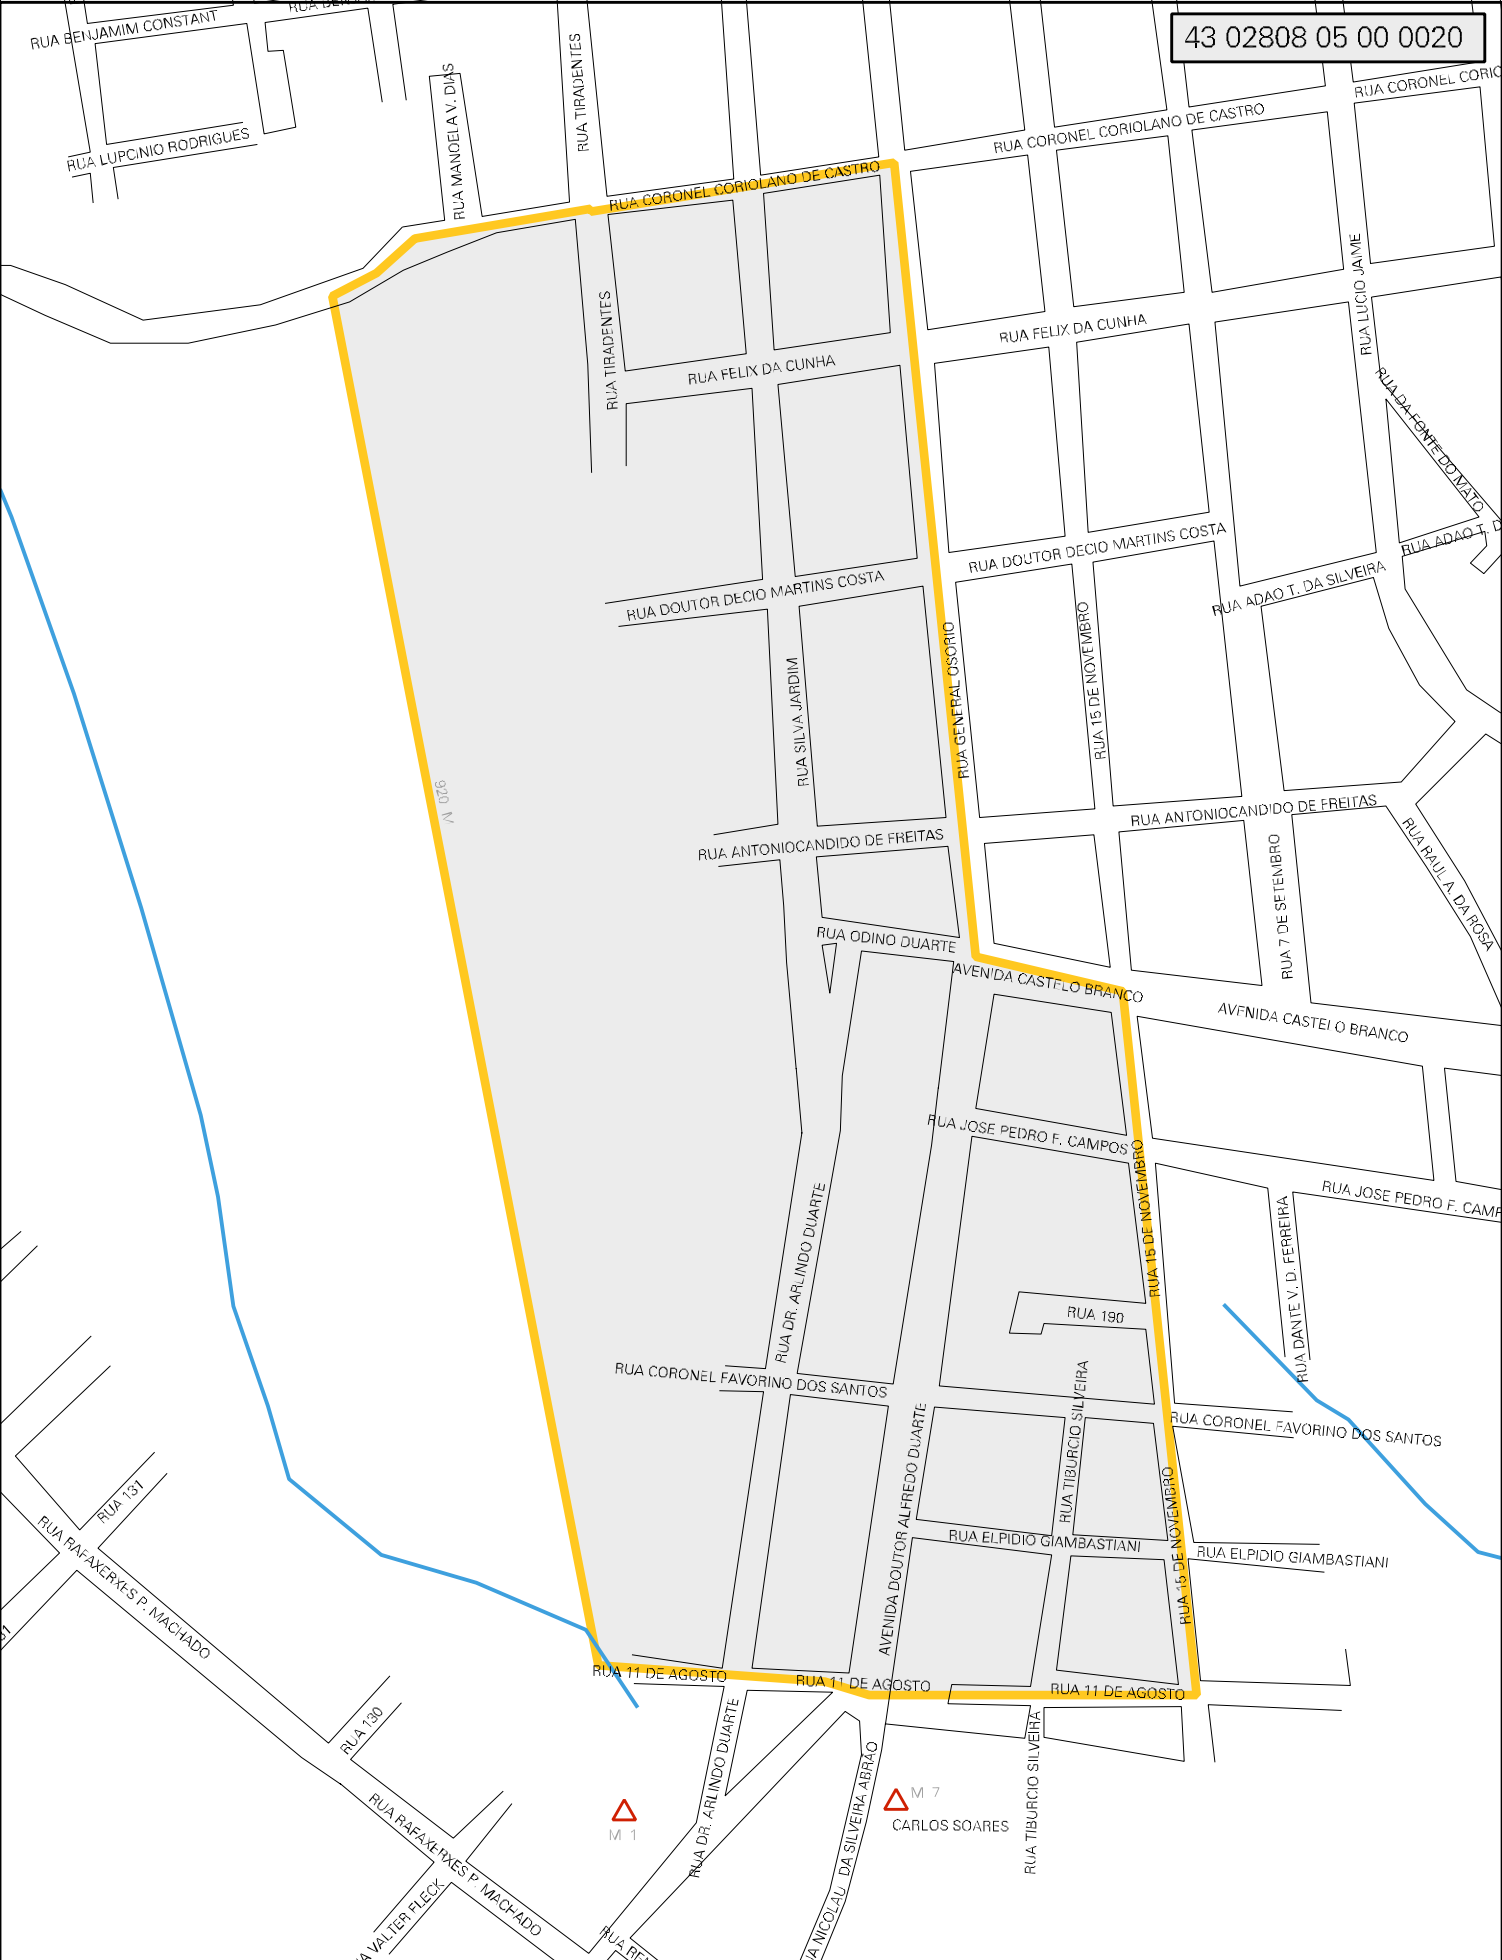 43 02808 05 00 0020
RUA BENJAMIM CONSTANT
RUA LUPCINIO RODRIGUES
RUA MANOELA V. DIAS
RUA TIRADENTES
RUA CORONEL CORIOLANO DE CASTRO
RUA CORONEL CORIOLANO DE CASTRO
RUA CORONEL CORIO
RUA TIRADENTES
RUA FELIX DA CUNHA
RUA FELIX DA CUNHA
RUA LUCIO JAIME
RUA DA FONTE DO MATO
RUA DOUTOR DECIO MARTINS COSTA
RUA DOUTOR DECIO MARTINS COSTA
RUA ADAO T. DA SILVEIRA
RUA ADAO T. D
RUA SILVA JARDIM
RUA GENERAL OSORIO
RUA 15 DE NOVEMBRO
920 M
RUA ANTONIOCANDIDO DE FREITAS
RUA ANTONIOCANDIDO DE FREITAS
RUA RAUL A. DA ROSA
RUA 7 DE SETEMBRO
RUA ODINO DUARTE
AVENIDA CASTELO BRANCO
AVENIDA CASTELO BRANCO
RUA JOSE PEDRO F. CAMPOS
RUA JOSE PEDRO F. CAMP
RUA 15 DE NOVEMBRO
RUA DANTE V. D. FERREIRA
RUA DR. ARLINDO DUARTE
RUA 190
RUA CORONEL FAVORINO DOS SANTOS
RUA CORONEL FAVORINO DOS SANTOS
RUA TIBURCIO SILVEIRA
AVENIDA DOUTOR ALFREDO DUARTE
RUA 15 DE NOVEMBRO
RUA ELPIDIO GIAMBASTIANI
RUA ELPIDIO GIAMBASTIANI
RUA 131
RUA RAFAXERXES P. MACHADO
RUA 11 DE AGOSTO
RUA 11 DE AGOSTO
RUA 11 DE AGOSTO
RUA 130
RUA DR. ARLINDO DUARTE
RUA TIBURCIO SILVEIRA
M 7
CARLOS SOARES
M 1
RUA RAFAXERXES P. MACHADO
A VALTER FLECK
A NICOLAU DA SILVEIRA ABRÃO